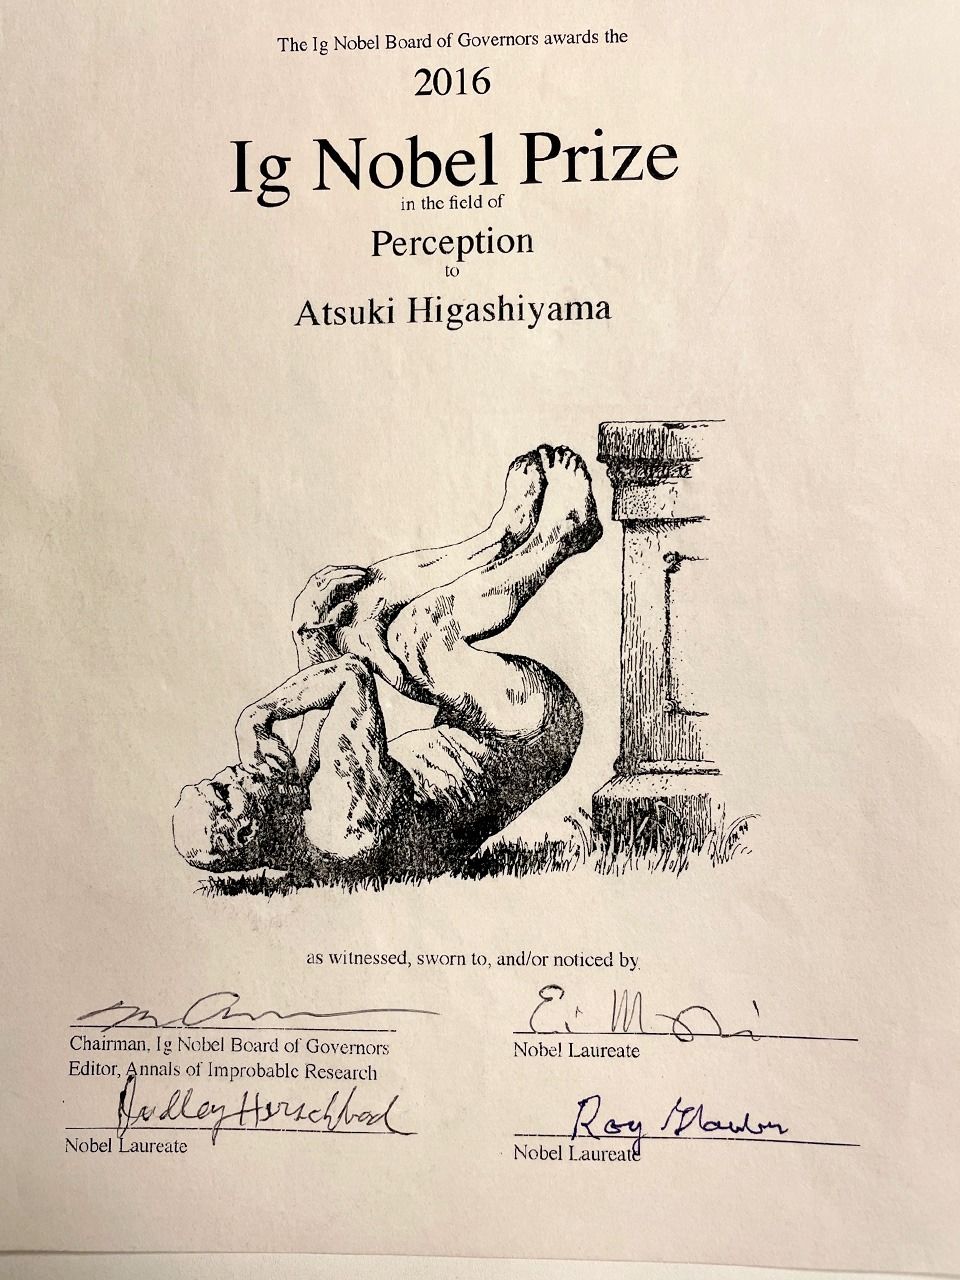 The Ig Nobel Board of Governors awards the
2016
Ig Nobel Prize
in the field of
Perception
to
Atsuki Higashiyama
as witnessed, sworn to, and/or noticed by
Chairman, Ig Nobel Board of Governors
Editor, Annals of Improbable Research
Nobel Laureate
Dudley Herschbach
Nobel Laureate
Roy Glauber
Nobel Laureate